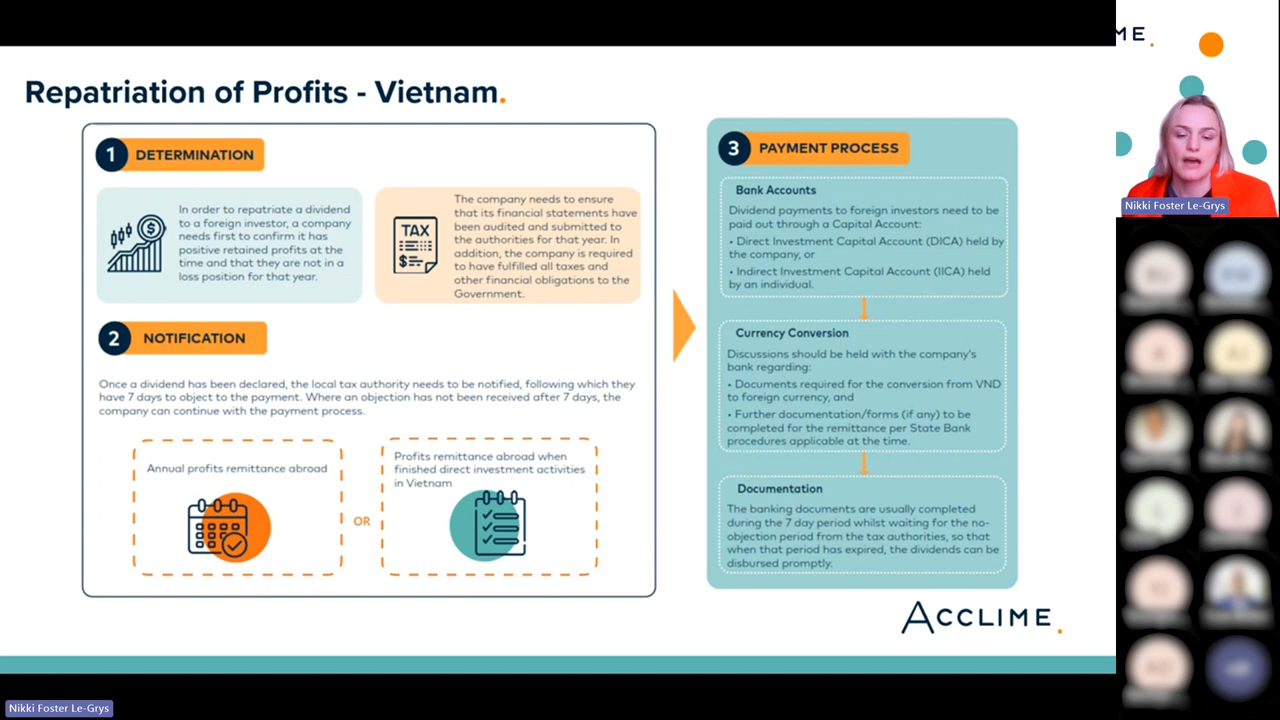 Repatriation of Profits - Vietnam.
1 DETERMINATION
In order to repatriate a dividend
to a foreign investor, a company
needs first to confirm it has
positive retained profits at the
time and that they are not in a
loss position for that year.
TAX
The company needs to ensure
that its financial statements have
been audited and submitted to
the authorities for that year. In
addition, the company is required
to have fulfilled all taxes and
other financial obligations to the
Government.
2 NOTIFICATION
Once a dividend has been declared, the local tax authority needs to be notified, following which they
have 7 days to object to the payment. Where an objection has not been received after 7 days, the
company can continue with the payment process.
Annual profits remittance abroad
OR
Profits remittance abroad when
finished direct investment activities
in Vietnam
3 PAYMENT PROCESS
Bank Accounts
Dividend payments to foreign investors need to be
paid out through a Capital Account:
• Direct Investment Capital Account (DICA) held by
the company, or
• Indirect Investment Capital Account (IICA) held
by an individual.
Currency Conversion
Discussions should be held with the company's
bank regarding:
• Documents required for the conversion from VND
to foreign currency, and
• Further documentation/forms (if any) to be
completed for the remittance per State Bank
procedures applicable at the time.
Documentation
The banking documents are usually completed
during the 7 day period whilst waiting for the no-
objection period from the tax authorities, so that
when that period has expired, the dividends can be
disbursed promptly.
ACCLIME.
ME.
Nikki Foster Le-Grys
Nikki Foster Le-Grys